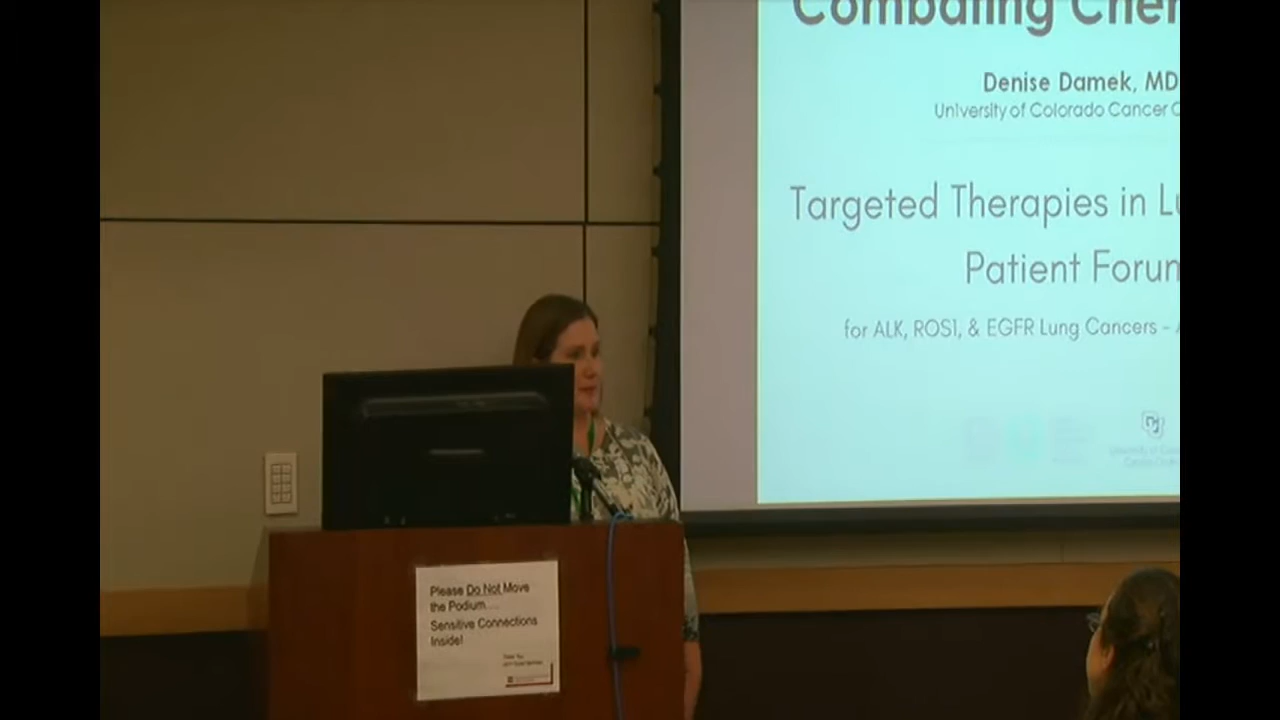 Combating Che
Denise Damek, MD
University of Colorado Cancer C
Targeted Therapies in Lu
Patient Forum
for ALK, ROS1, & EGFR Lung Cancers -
Please Do Not Move
the Podium....
Sensitive Connections
Inside!